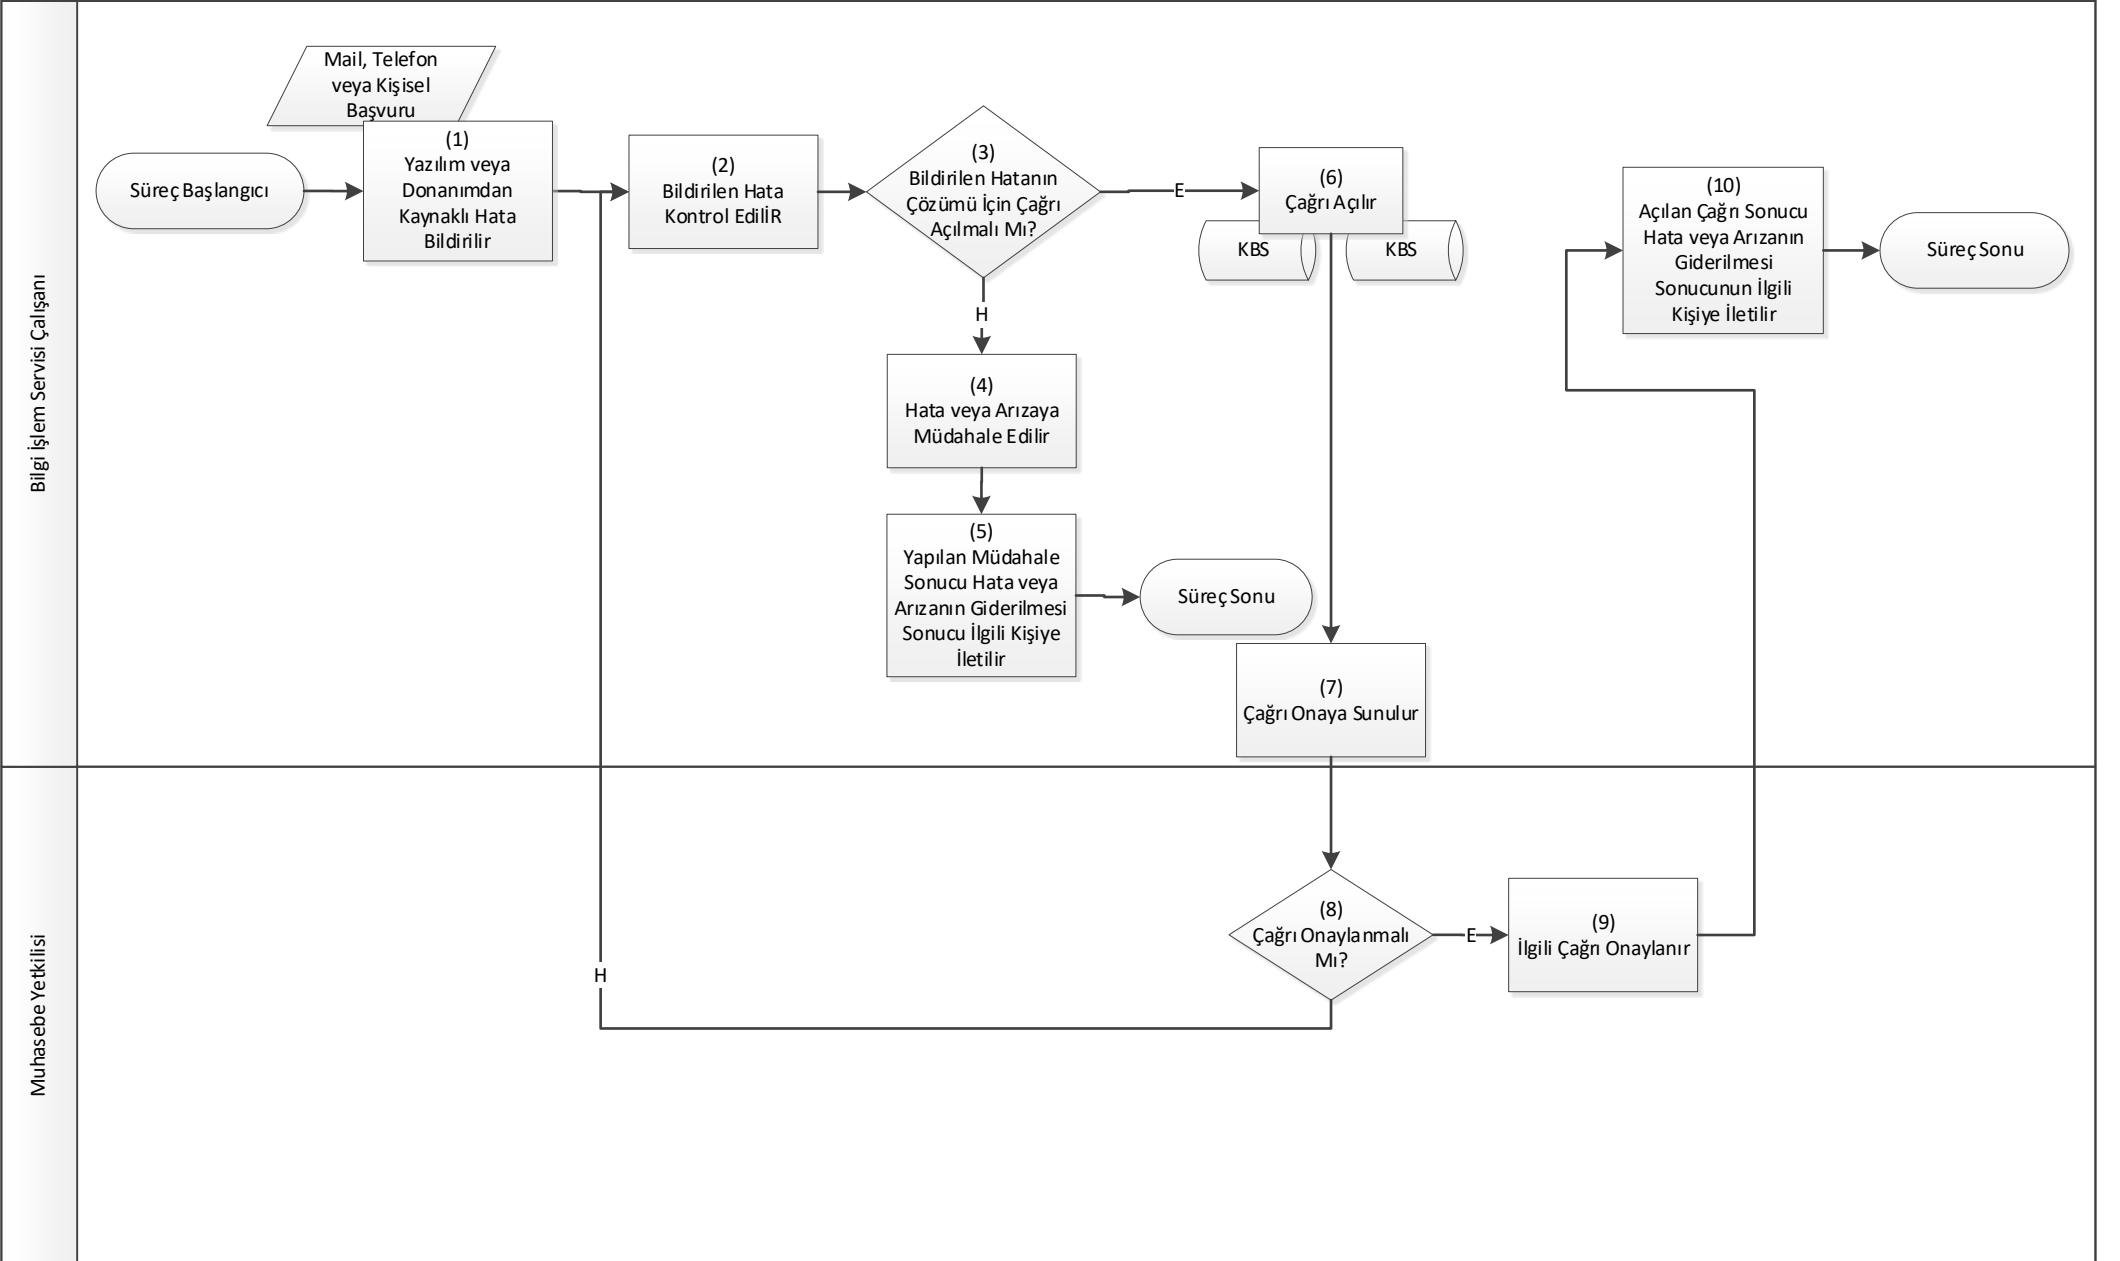 Bilgi İşlem Servisi Çalışanı
Mail, Telefon
veya Kişisel
Başvuru
Süreç Başlangıcı
(1)
Yazılım veya
Donanımdan
Kaynaklı Hata
Bildirilir
(2)
Bildirilen Hata
Kontrol EdilİR
(3)
Bildirilen Hatanın
Çözümü İçin Çağrı
Açılmalı Mı?
E
H
(4)
Hata veya Arızaya
Müdahale Edilir
(5)
Yapılan Müdahale
Sonucu Hata veya
Arızanın Giderilmesi
Sonucu İlgili Kişiye
İletilir
Süreç Sonu
(6)
Çağrı Açılır
KBS
KBS
(7)
Çağrı Onaya Sunulur
(10)
Açılan Çağrı Sonucu
Hata veya Arızanın
Giderilmesi
Sonucunun İlgili
Kişiye İletilir
Süreç Sonu
Muhasebe Yetkilisi
(8)
Çağrı Onaylanmalı
Mı?
E
H
(9)
İlgili Çağrı Onaylanır